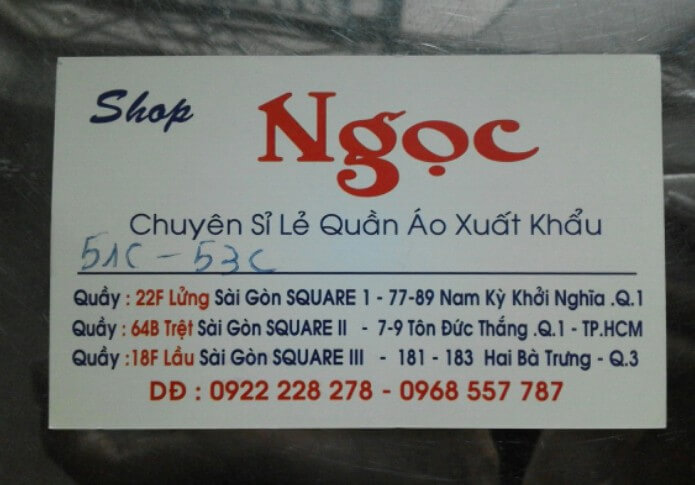 Shop Ngọc
Chuyên Sỉ Lẻ Quần Áo Xuất Khẩu
51C - 53C
Quầy : 22F Lửng Sài Gòn SQUARE 1 - 77-89 Nam Kỳ Khởi Nghĩa .Q.1
Quầy : 64B Trệt Sài Gòn SQUARE II - 7-9 Tôn Đức Thắng .Q.1 - TP.HCM
Quầy :18F Lầu Sài Gòn SQUARE III - 181 - 183 Hai Bà Trưng - Q.3
DĐ : 0922 228 278 - 0968 557 787